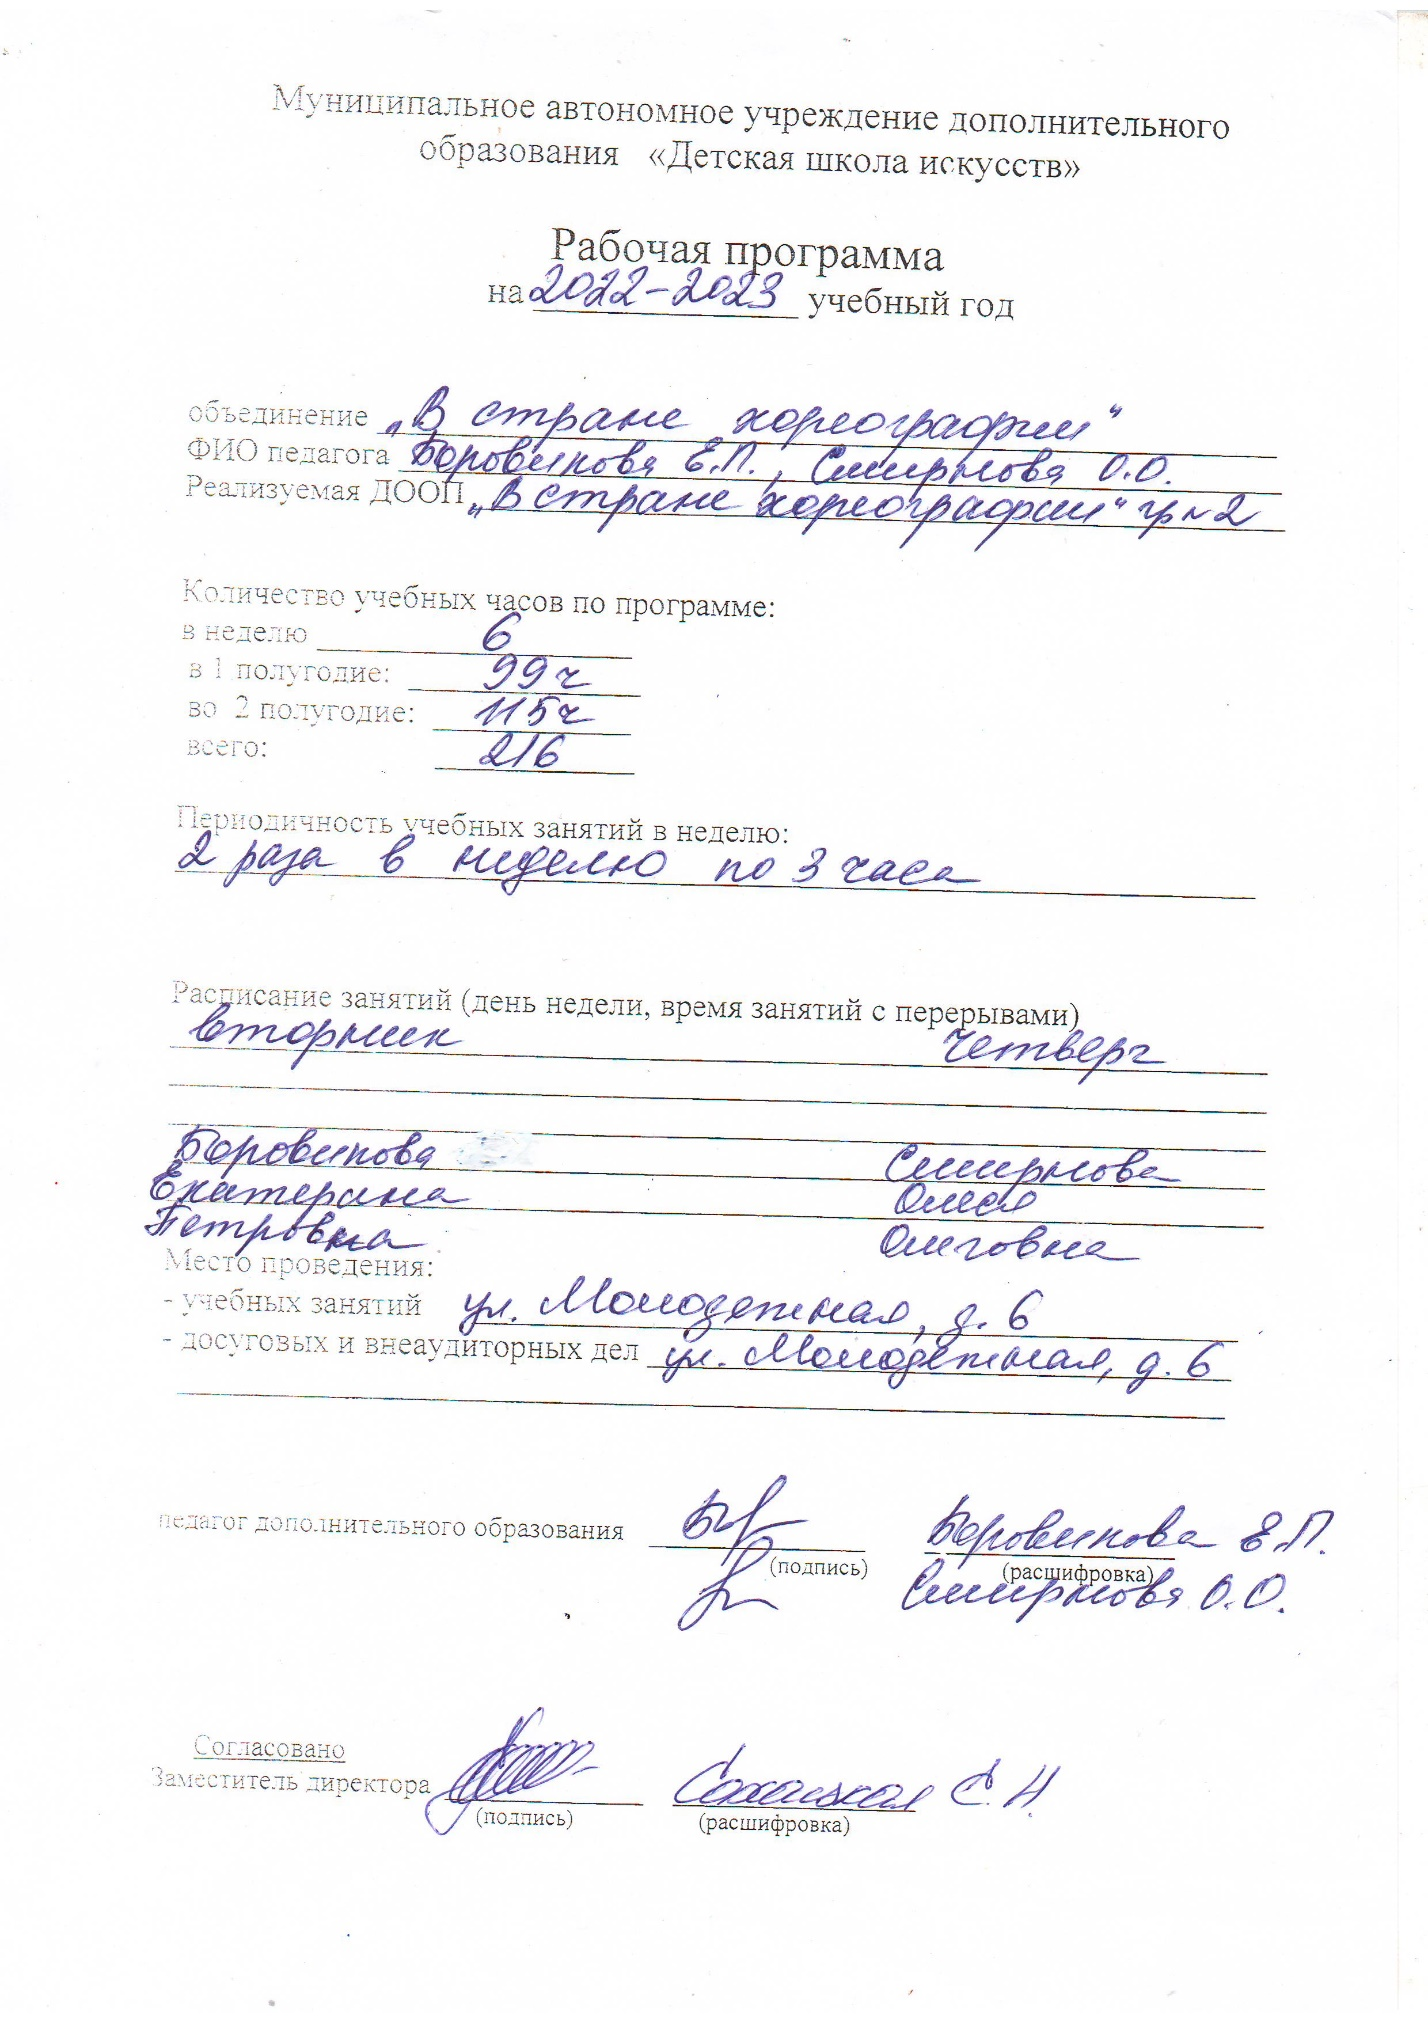 Муниципальное автономное учреждение дополнительного
образования «Детская школа искусств»
Рабочая программа
на 2022-2023 учебный год
объединение „В стране хореографии“
ФИО педагога Боровикова Е.П., Смирнова О.О.
Реализуемая ДООП „В стране хореографии“ гр 2
Количество учебных часов по программе:
в неделю 6
в 1 полугодие: 99ч
во 2 полугодие: 115ч
всего: 216
Периодичность учебных занятий в неделю:
2 раза в неделю по 3 часа
Расписание занятий (день недели, время занятий с перерывами)
вторник Четверг
Боровикова Смирнова
Екатерина Олеся
Петровна Олеговна
Место проведения:
- учебных занятий ул. Молодежная, д. 6
- досуговых и внеаудиторных дел ул. Молодежная, д. 6
педагог дополнительного образования Боровикова Е.П.
(подпись) (расшифровка)
Смирнова О.О.
Согласовано
Заместитель директора С.Н.
(подпись) (расшифровка)